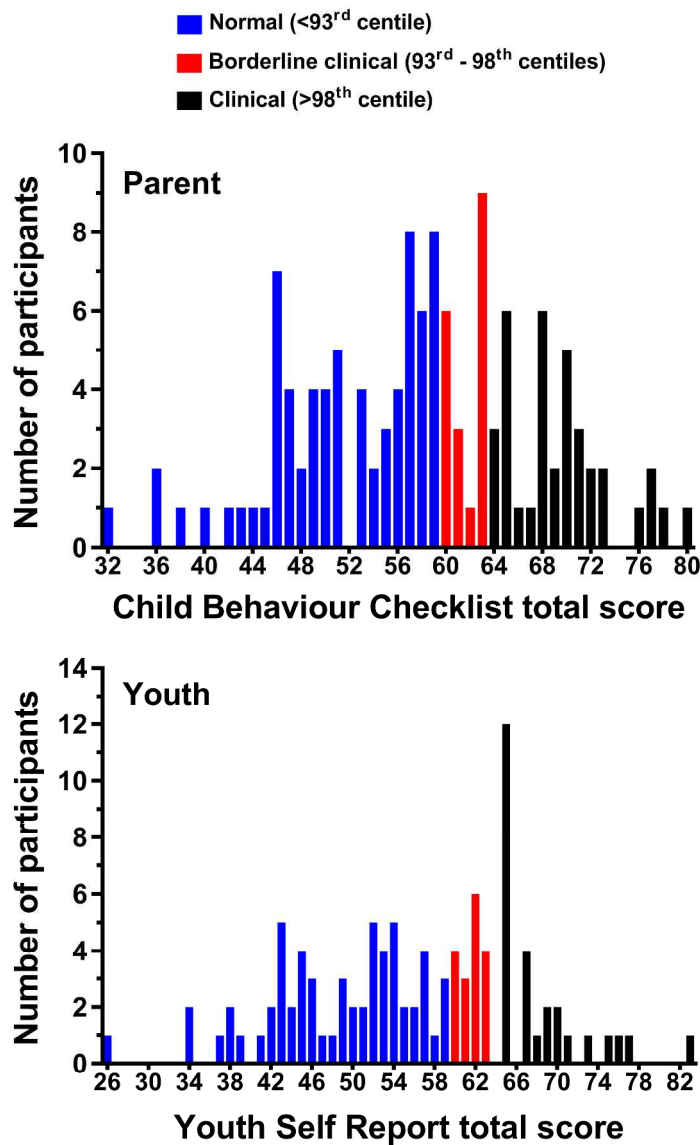 Normal (<93rd centile)
Borderline clinical (93rd - 98th centiles)
Clinical (>98th centile)
Parent
Number of participants
10
8
6
4
2
0
32 36 40 44 48 52 56 60 64 68 72 76 80
Child Behaviour Checklist total score
Youth
Number of participants
14
12
10
8
6
4
2
0
26 30 34 38 42 46 50 54 58 62 66 70 74 78 82
Youth Self Report total score